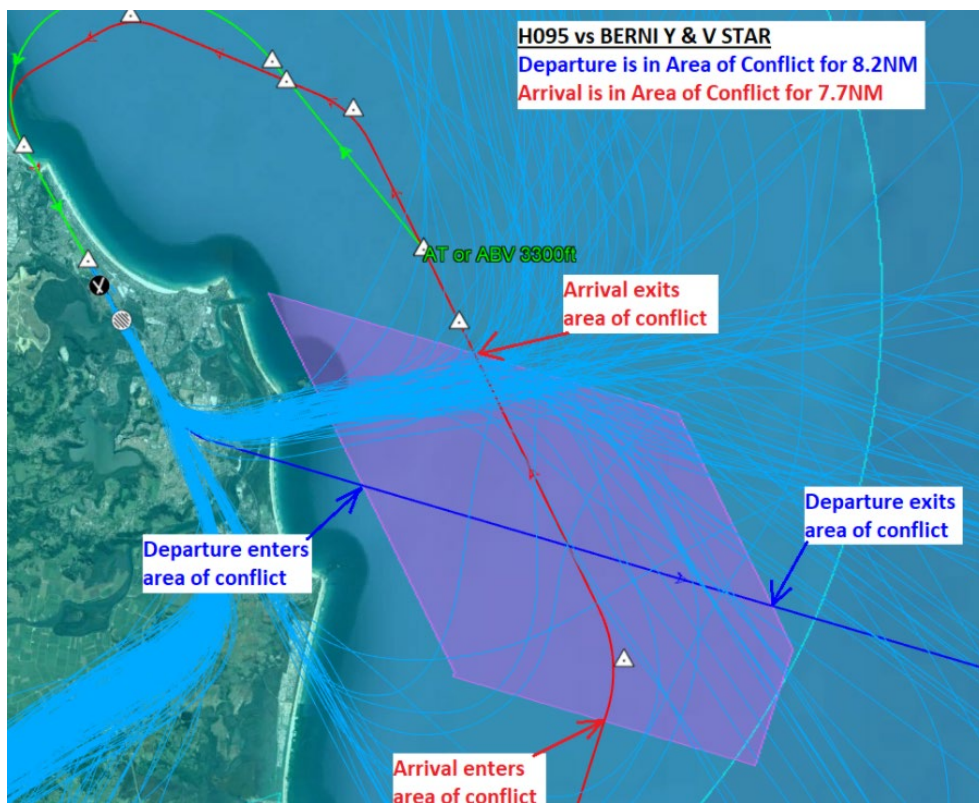 H095 vs BERNI Y & V STAR
Departure is in Area of Conflict for 8.2NM
Arrival is in Area of Conflict for 7.7NM
AT or ABV 3300ft
Arrival exits
area of conflict
Departure exits
area of conflict
Departure enters
area of conflict
Arrival enters
area of conflict